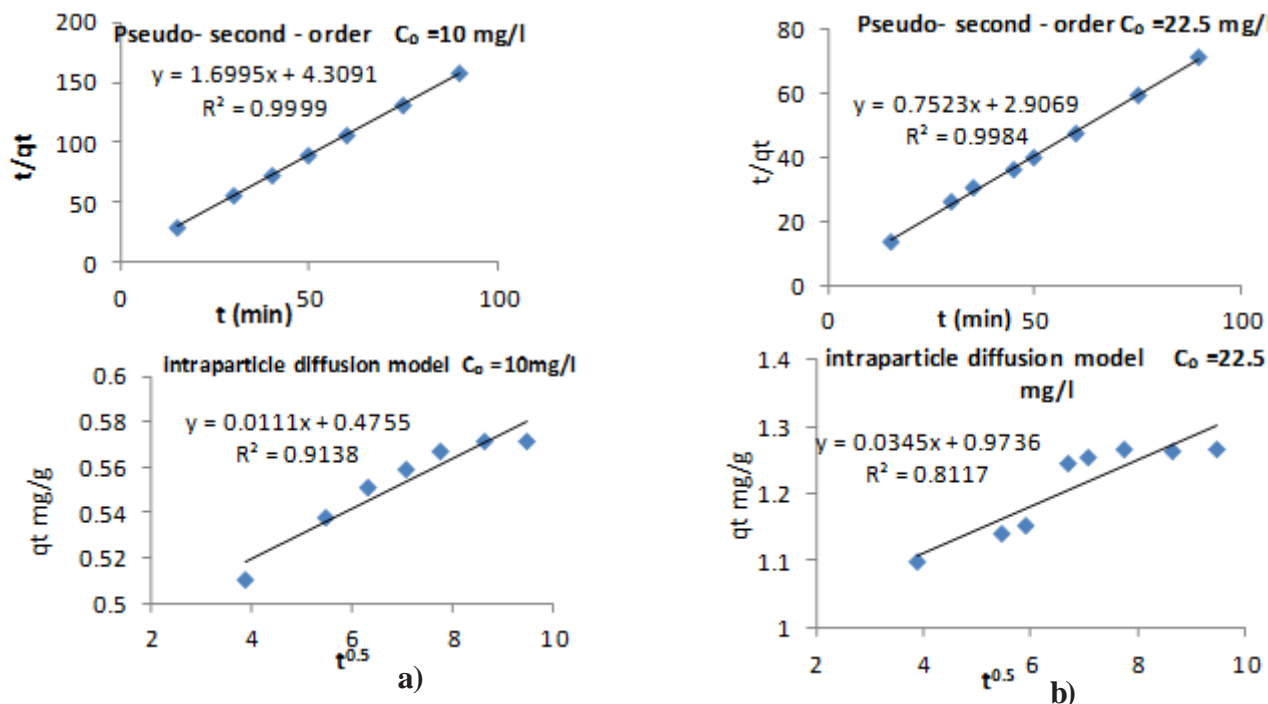 Pseudo- second - order C₀ =10 mg/l
y = 1.6995x + 4.3091
R² = 0.9999
t/qt
200
150
100
50
0
0 50 100
t (min)
Pseudo- second - order C₀ =22.5 mg/l
y = 0.7523x + 2.9069
R² = 0.9984
t/qt
80
60
40
20
0
0 50 100
t (min)
intraparticle diffusion model C₀ =10mg/l
y = 0.0111x + 0.4755
R² = 0.9138
qt mg/g
0.6
0.58
0.56
0.54
0.52
0.5
2 4 6 8 10
t⁰·⁵
a)
intraparticle diffusion model C₀ =22.5
mg/l
y = 0.0345x + 0.9736
R² = 0.8117
qt mg/g
1.4
1.3
1.2
1.1
1
2 4 6 8 10
t⁰·⁵
b)